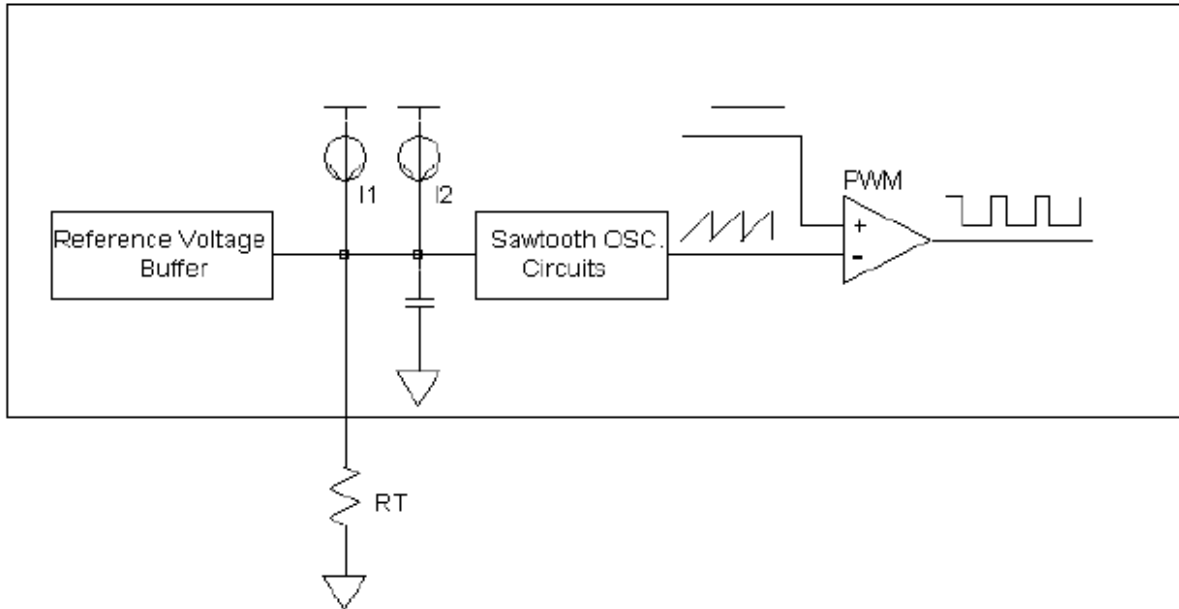 I1
I2
PWM
Reference Voltage
Buffer
Sawtooth OSC.
Circuits
+
-
RT